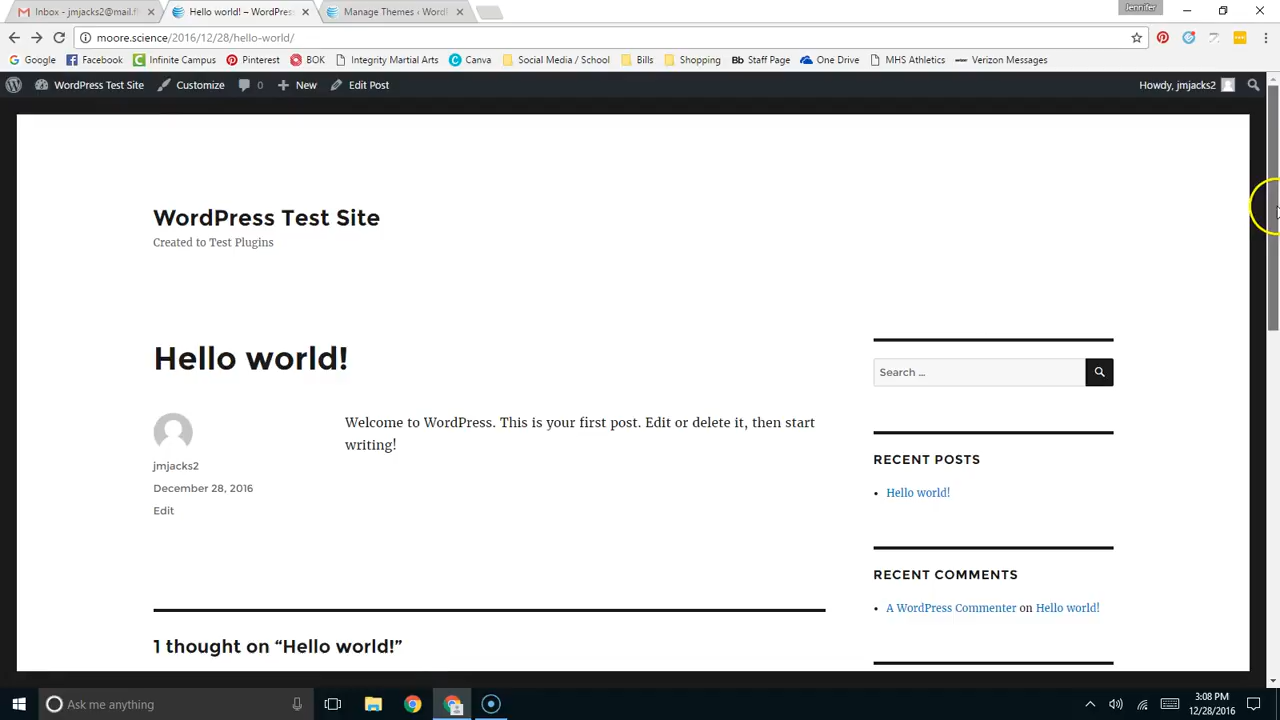 Inbox - jmjacks2@mail.f
Hello world! – WordPres
Manage Themes ‹ Word
Jennifer
moore.science/2016/12/28/hello-world/
Google
Facebook
Infinite Campus
Pinterest
BOK
Integrity Martial Arts
Canva
Social Media / School
Bills
Shopping
Bb Staff Page
One Drive
MHS Athletics
Verizon Messages
WordPress Test Site
Customize
0
New
Edit Post
Howdy, jmjacks2
WordPress Test Site
Created to Test Plugins
Hello world!
Search …
Welcome to WordPress. This is your first post. Edit or delete it, then start
writing!
jmjacks2
December 28, 2016
Edit
RECENT POSTS
Hello world!
RECENT COMMENTS
A WordPress Commenter on Hello world!
1 thought on “Hello world!”
Ask me anything
3:08 PM
12/28/2016